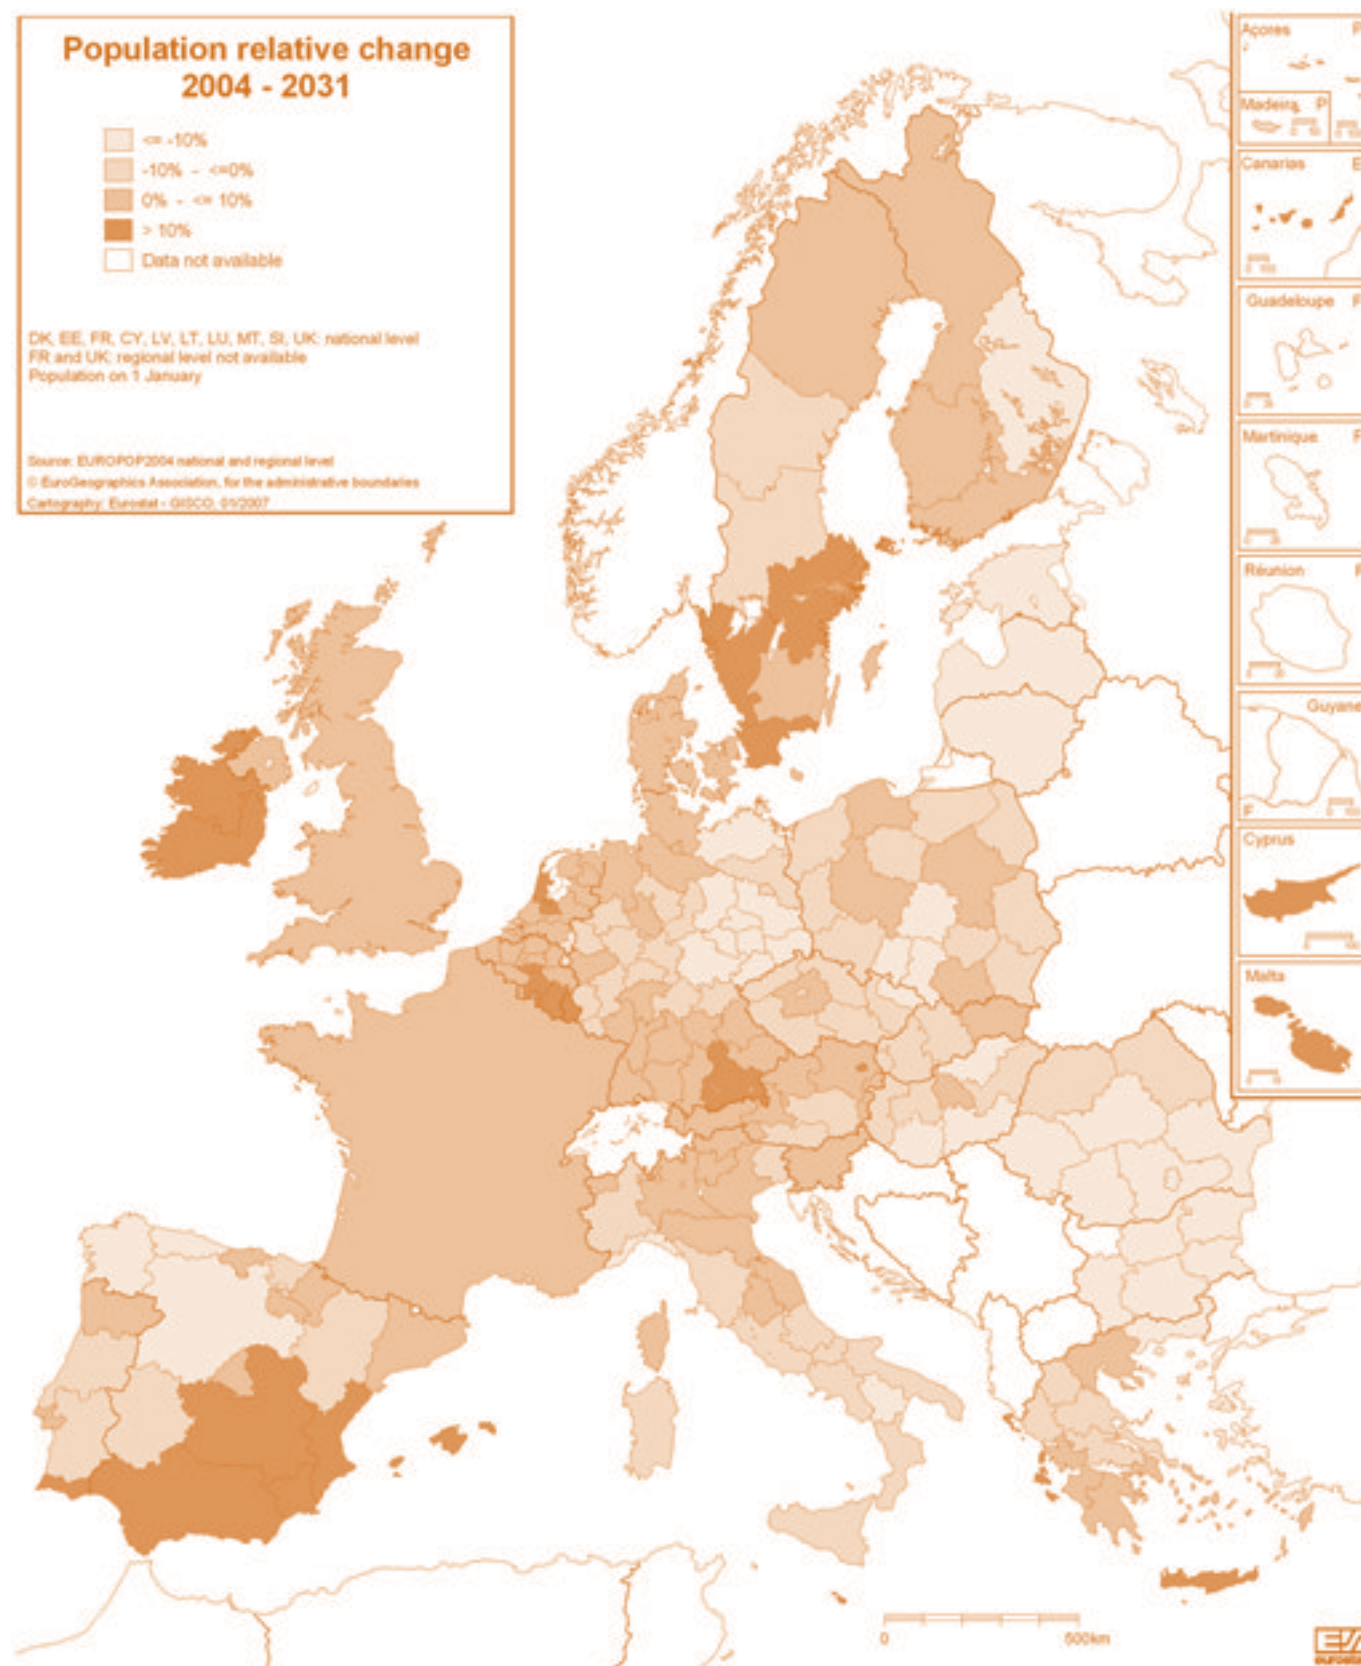 Population relative change
2004 - 2031
<= -10%
-10% - <=0%
0% - <= 10%
> 10%
Data not available
DK, EE, FR, CY, LV, LT, LU, MT, SI, UK: national level
FR and UK: regional level not available
Population on 1 January
Source: EUROPOP2004 national and regional level
© EuroGeographics Association, for the administrative boundaries
Cartography: Eurostat - GISCO, 01/2007
Açores
Madeira P
Canarias E
Guadeloupe F
Martinique F
Réunion F
Guyane
F
Cyprus
Malta
0 500km
eurostat